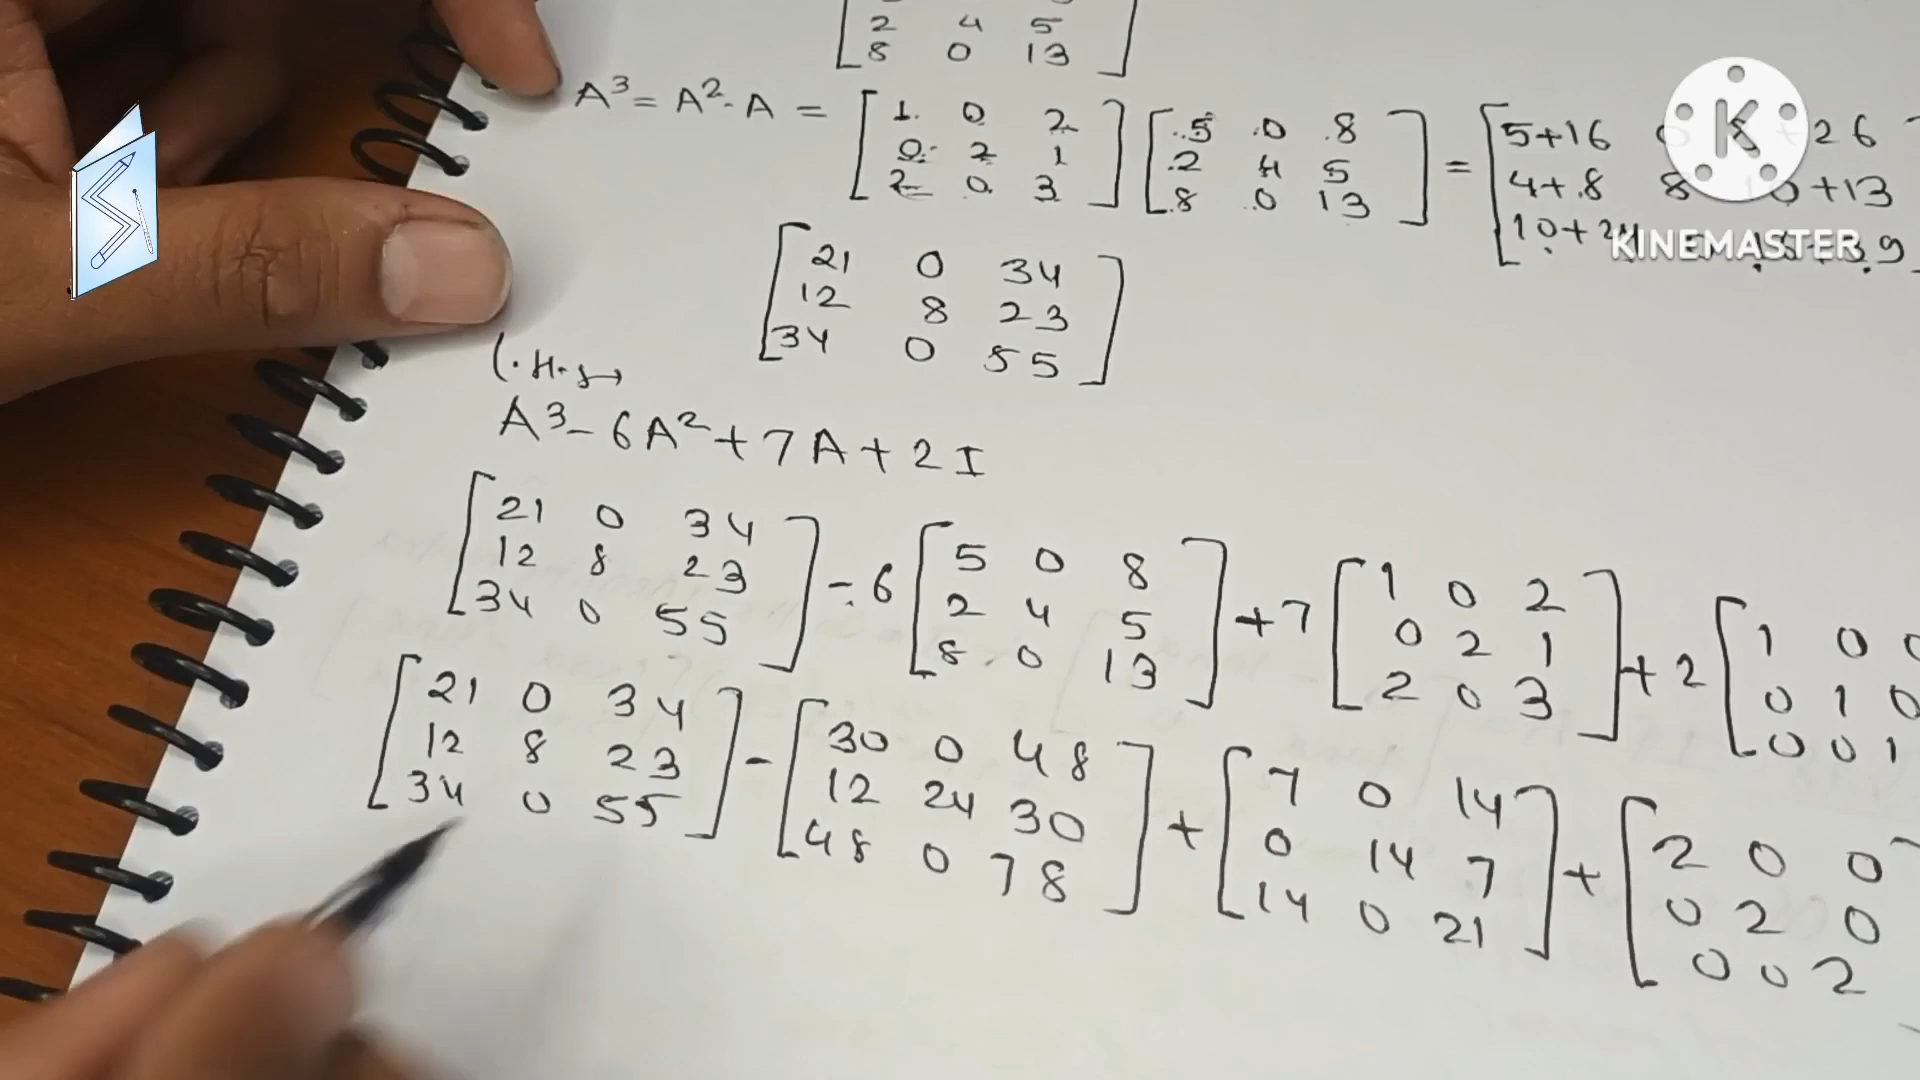 2 4 5
8 0 13
A³ = A². A = [1. 0 2 [.5 .0 .8 = [5+16 26
0. 2 1] .2 4 5] 4+.8 8 +13
2 0. 3 .8 .0 13 10+24 39
[21 0 34
12 8 23]
34 0 55
A³ - 6A² + 7A + 2I
[21 0 34
12 8 23] - 6 [5 0 8
34 0 55 2 4 5] + 7 [1 0 2
8 0 13 0 2 1] + 2 [1 0 0
2 0 3 0 1 0
0 0 1
[21 0 34
12 8 23] - [30 0 48
34 0 55 12 24 30] + [7 0 14
48 0 78 0 14 7] + [2 0 0
14 0 21 0 2 0
0 0 2
KINEMASTER